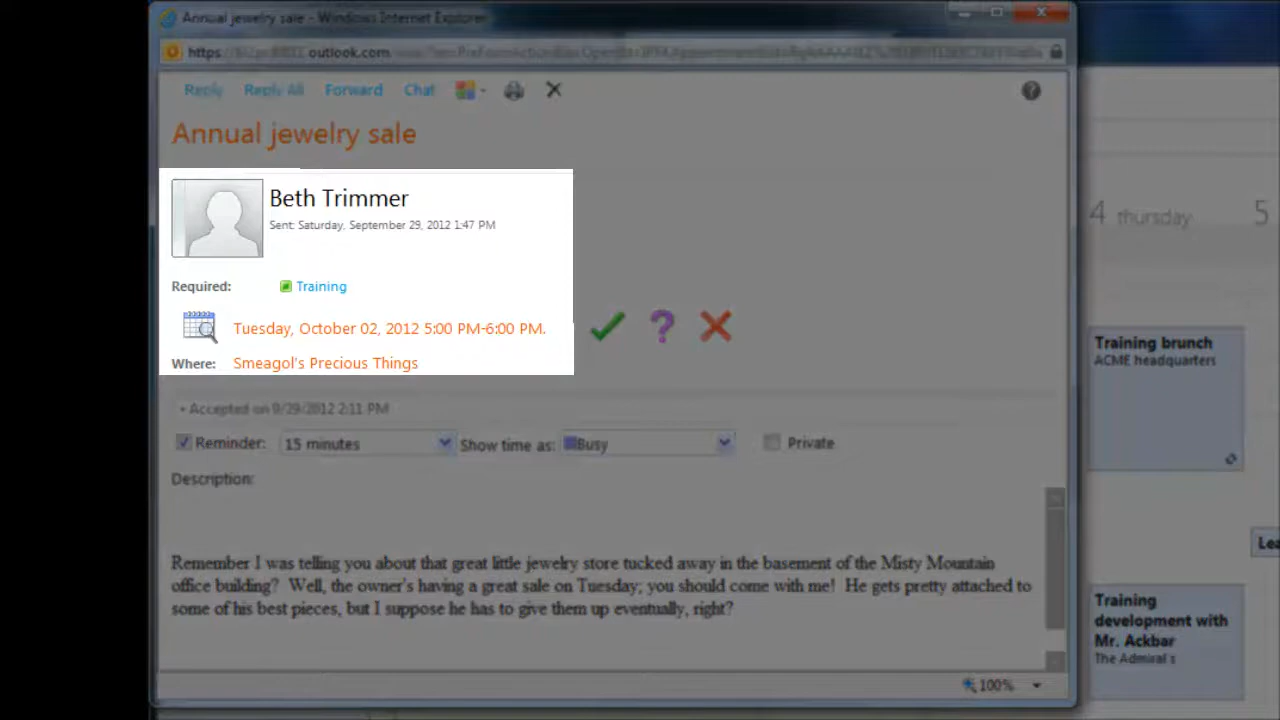 Annual jewelry sale - Windows Internet Explorer
https://
outlook.com
Reply Reply All Forward Chat
Annual jewelry sale
Beth Trimmer
Sent: Saturday, September 29, 2012 1:47 PM
Required: Training
Tuesday, October 02, 2012 5:00 PM-6:00 PM.
Where: Smeagol's Precious Things
• Accepted on 9/29/2012 2:11 PM
Reminder: 15 minutes Show time as: Busy Private
Description:
Remember I was telling you about that great little jewelry store tucked away in the basement of the Misty Mountain
office building? Well, the owner's having a great sale on Tuesday; you should come with me! He gets pretty attached to
some of his best pieces, but I suppose he has to give them up eventually, right?
100%
4 thursday 5
Training brunch
ACME headquarters
Training
development with
Mr. Ackbar
The Admiral's